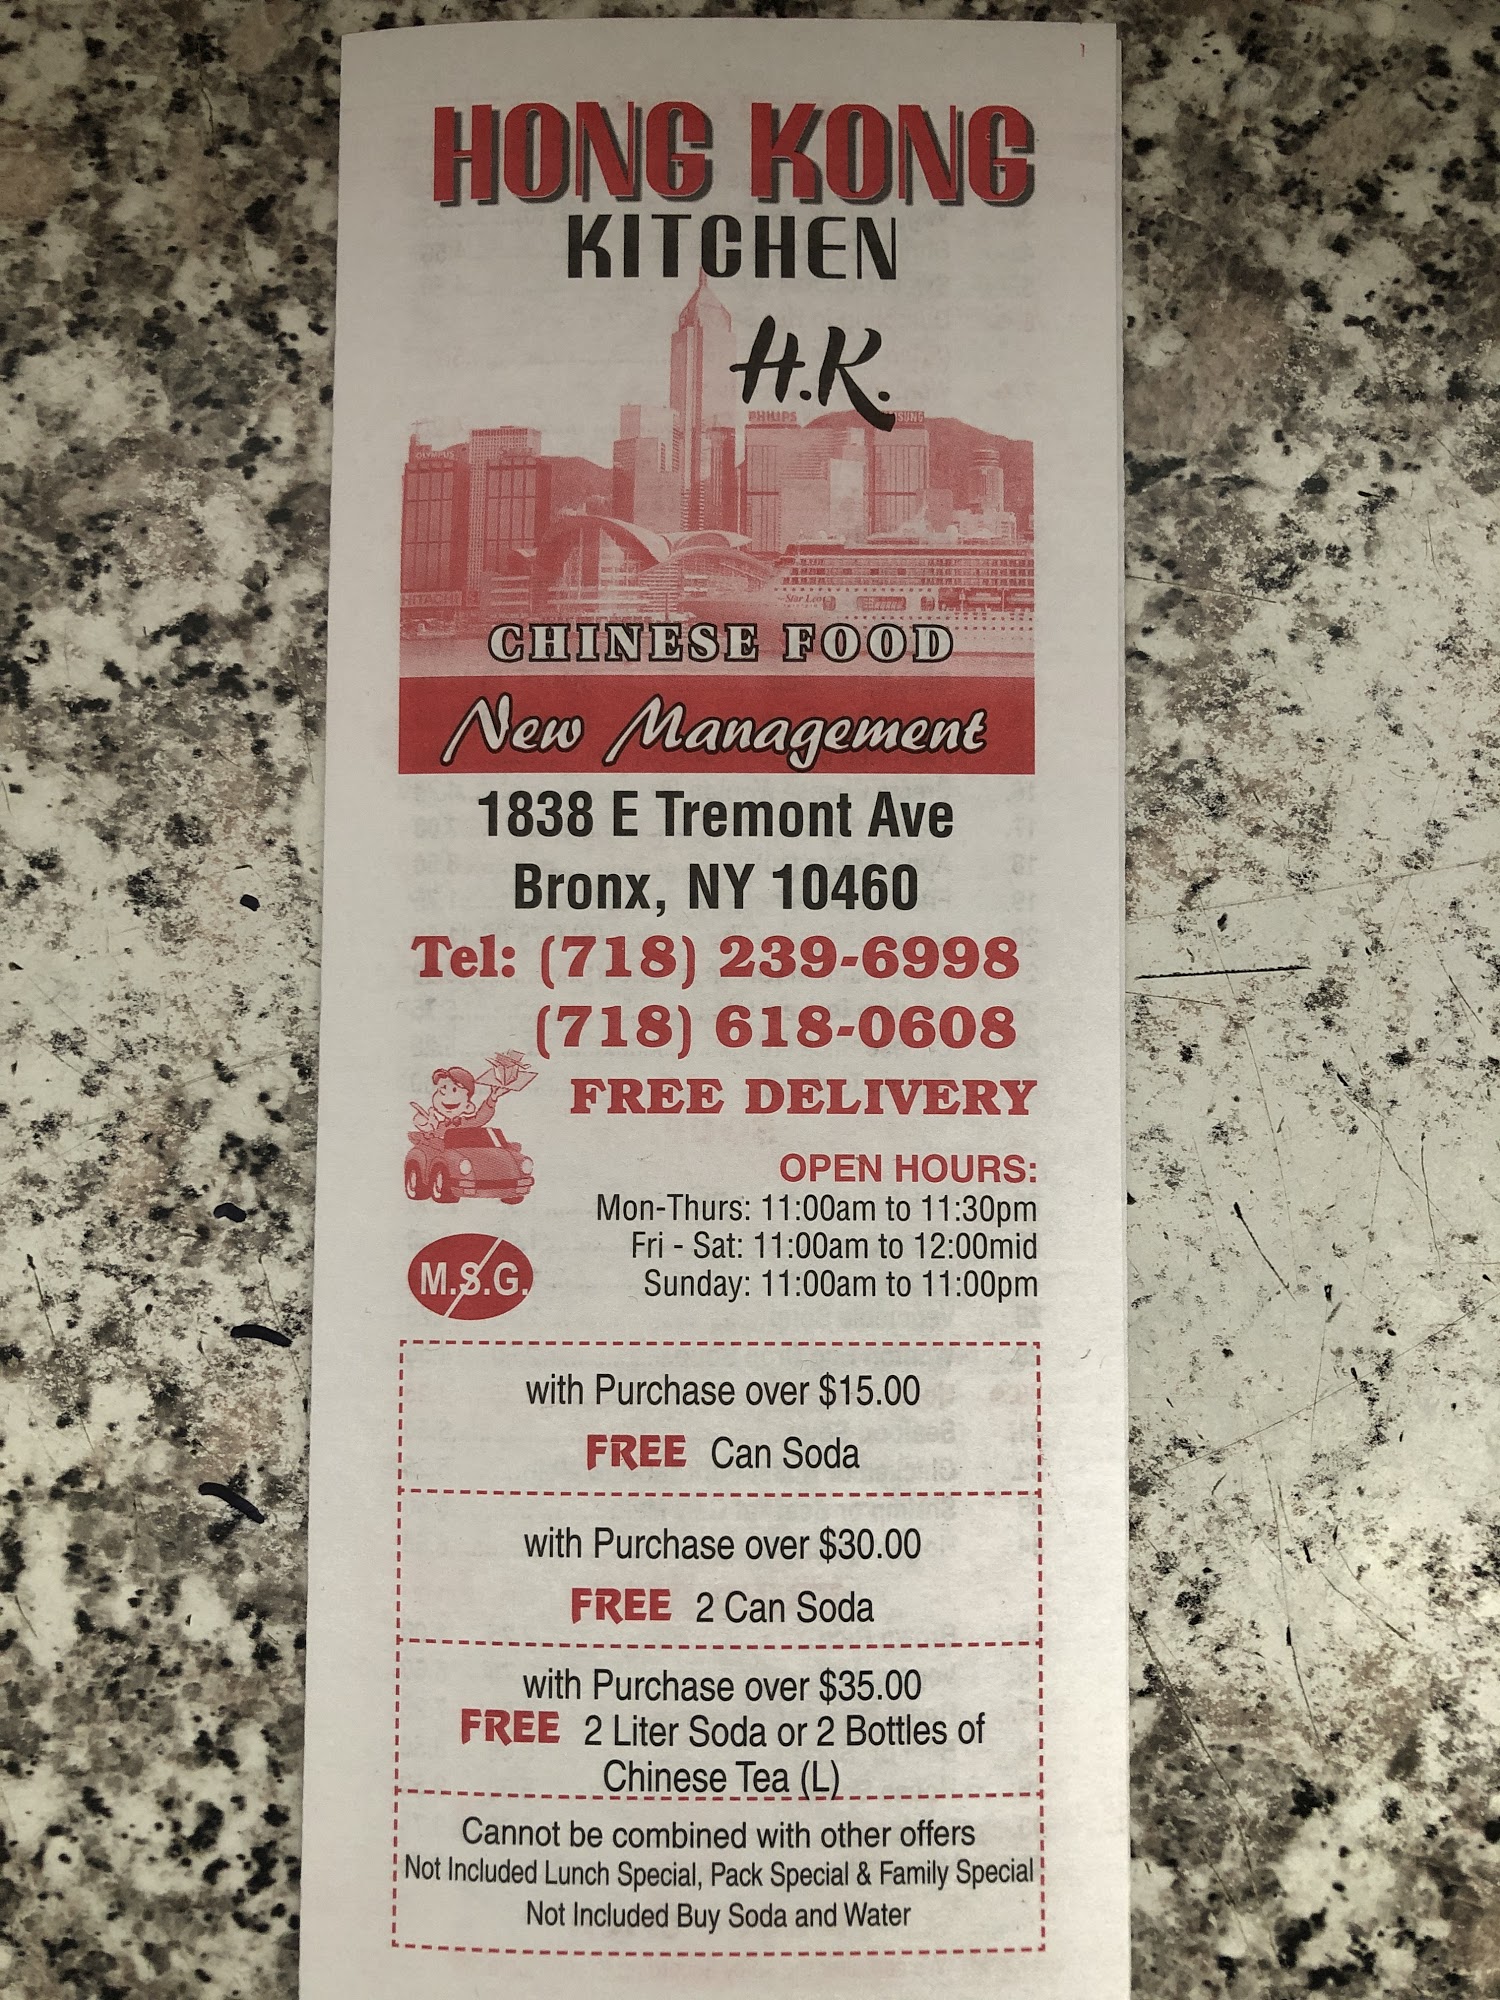 HONG KONG
KITCHEN
H.K.
PHILIPS
OLYMPUS
HITACHI
CHINESE FOOD
New Management
1838 E Tremont Ave
Bronx, NY 10460
Tel: (718) 239-6998
(718) 618-0608
FREE DELIVERY
OPEN HOURS:
Mon-Thurs: 11:00am to 11:30pm
Fri - Sat: 11:00am to 12:00mid
Sunday: 11:00am to 11:00pm
M.S.G.
with Purchase over $15.00
FREE Can Soda
with Purchase over $30.00
FREE 2 Can Soda
with Purchase over $35.00
FREE 2 Liter Soda or 2 Bottles of
Chinese Tea (L)
Cannot be combined with other offers
Not Included Lunch Special, Pack Special & Family Special
Not Included Buy Soda and Water